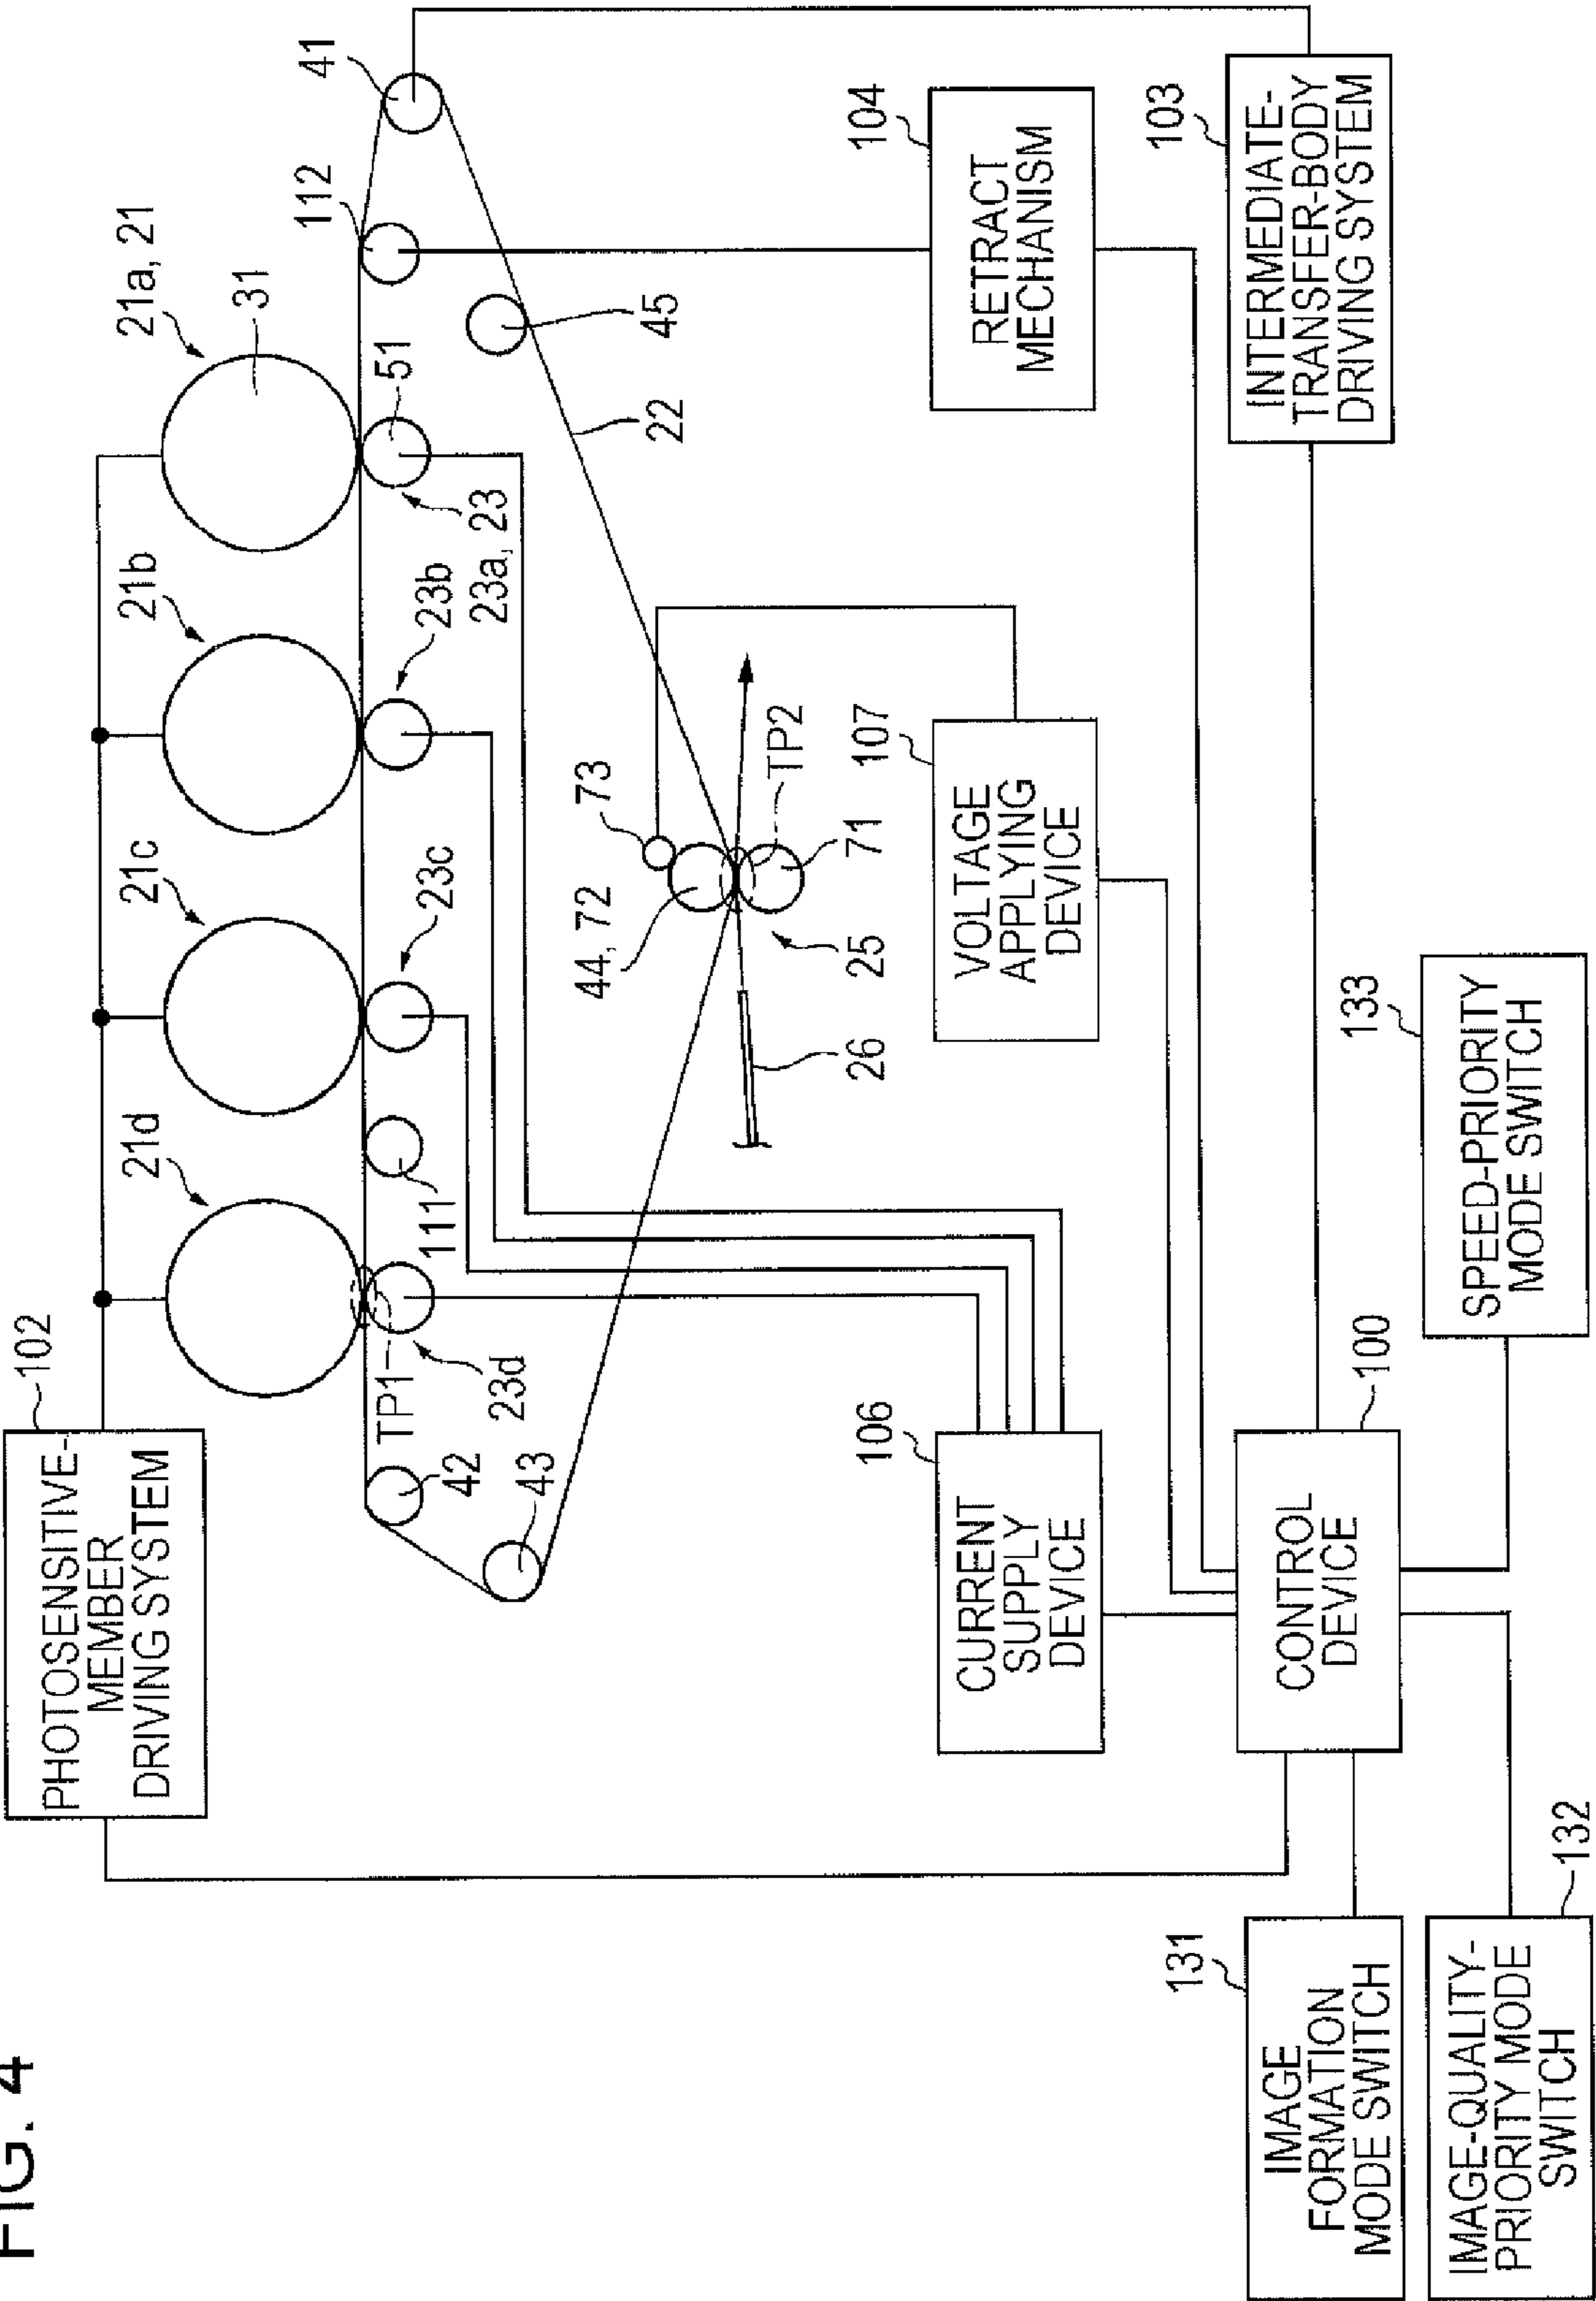 FIG. 4
PHOTOSENSITIVE-
MEMBER
DRIVING SYSTEM
102
21d
21c
21b
21a, 21
31
112
41
TP1
23d
111
23c
23b
23a, 23
51
42
43
45
22
44, 72
73
TP2
71
25
26
106
CURRENT
SUPPLY
DEVICE
107
VOLTAGE
APPLYING
DEVICE
104
RETRACT
MECHANISM
103
INTERMEDIATE-
TRANSFER-BODY
DRIVING SYSTEM
100
CONTROL
DEVICE
131
IMAGE
FORMATION
MODE SWITCH
132
IMAGE-QUALITY-
PRIORITY MODE
SWITCH
133
SPEED-PRIORITY
MODE SWITCH